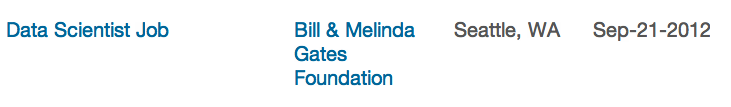 Data Scientist Job Bill & Melinda Seattle, WA Sep-21-2012
Gates
Foundation